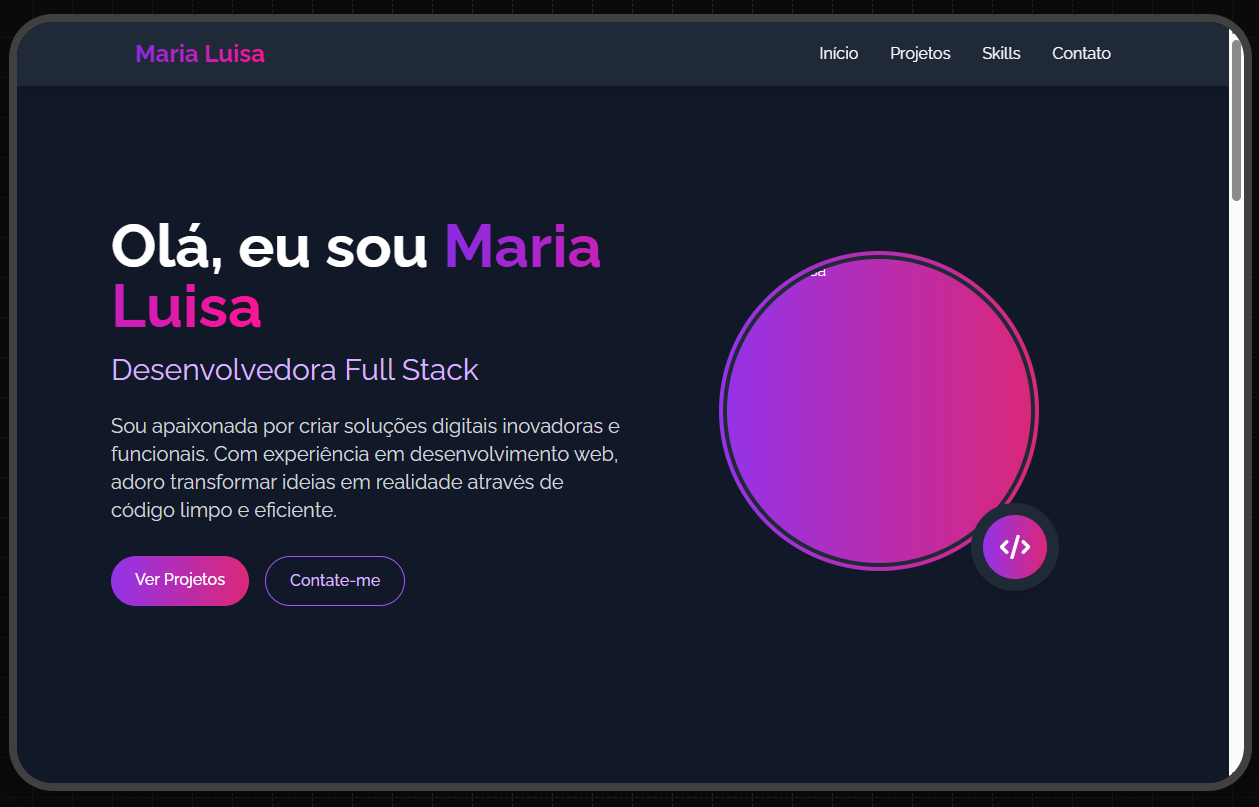 Maria Luisa
Início
Projetos
Skills
Contato
Olá, eu sou Maria
Luisa
Desenvolvedora Full Stack
Sou apaixonada por criar soluções digitais inovadoras e
funcionais. Com experiência em desenvolvimento web,
adoro transformar ideias em realidade através de
código limpo e eficiente.
Ver Projetos
Contate-me